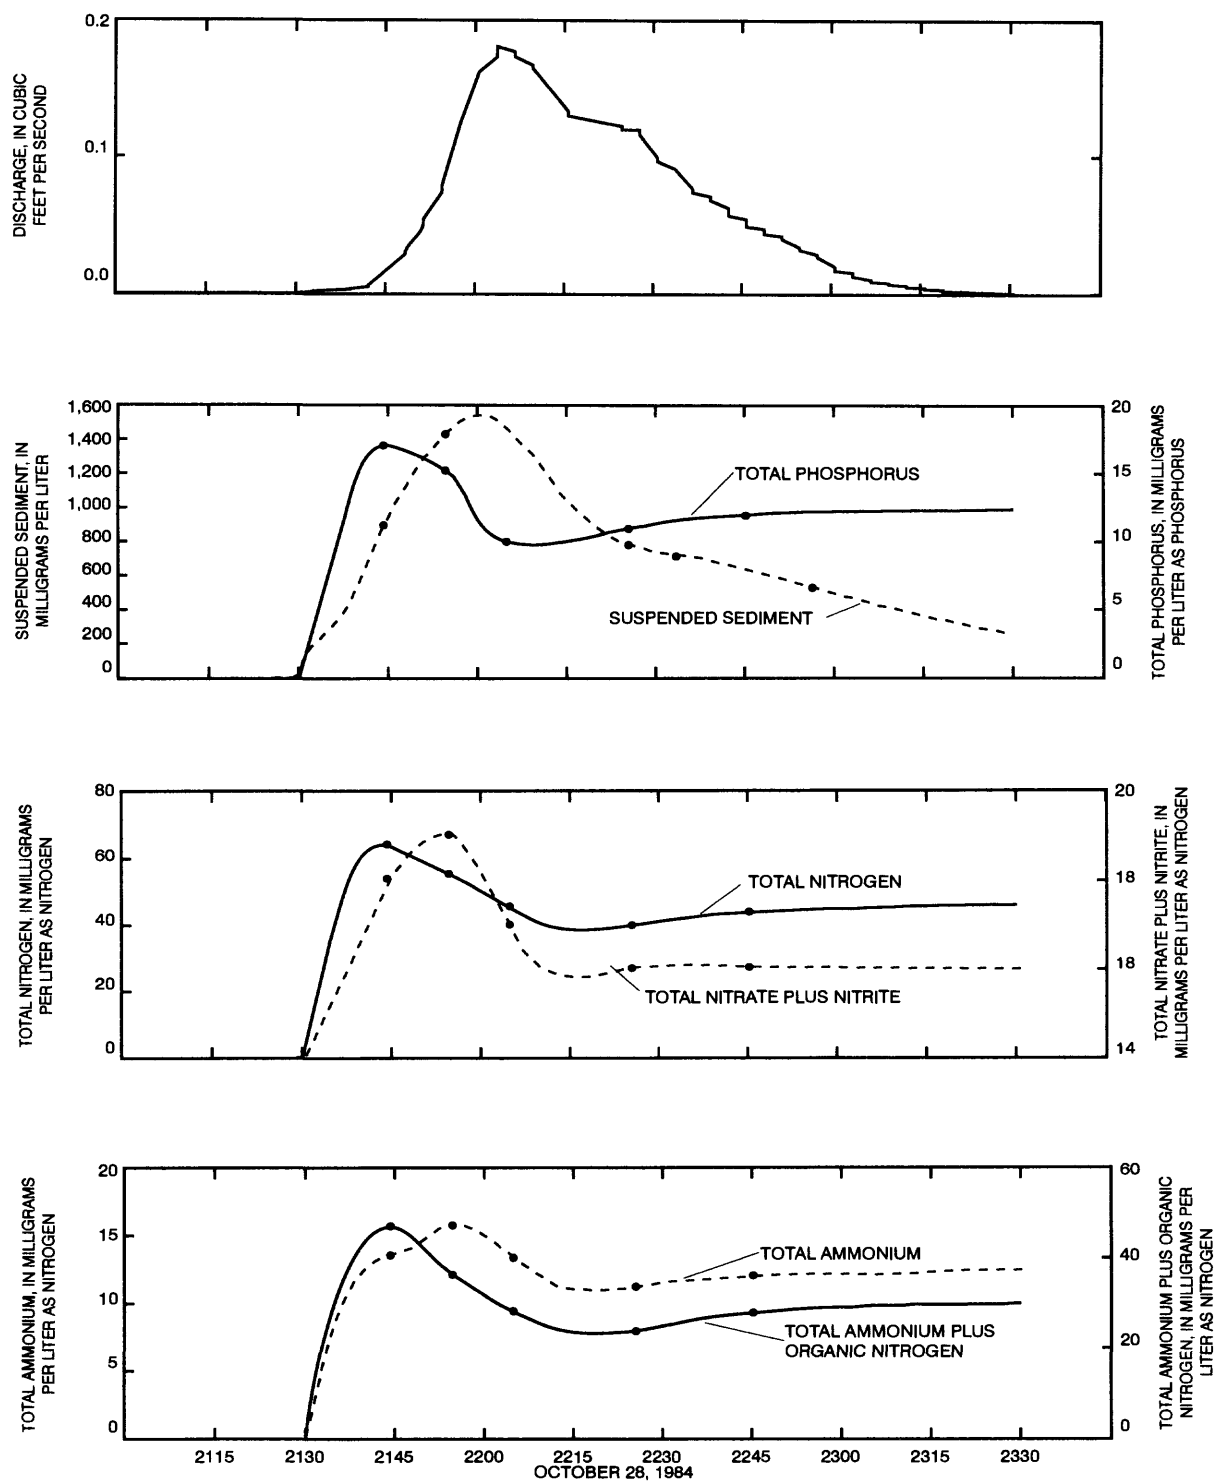 DISCHARGE, IN CUBIC
FEET PER SECOND
0.2
0.1
0.0
SUSPENDED SEDIMENT, IN
MILLIGRAMS PER LITER
1,600
1,400
1,200
1,000
800
600
400
200
0
TOTAL PHOSPHORUS
SUSPENDED SEDIMENT
20
15
10
5
0
TOTAL PHOSPHORUS, IN MILLIGRAMS
PER LITER AS PHOSPHORUS
TOTAL NITROGEN, IN MILLIGRAMS
PER LITER AS NITROGEN
80
60
40
20
0
TOTAL NITROGEN
TOTAL NITRATE PLUS NITRITE
20
18
18
14
TOTAL NITRATE PLUS NITRITE, IN
MILLIGRAMS PER LITER AS NITROGEN
TOTAL AMMONIUM, IN MILLIGRAMS
PER LITER AS NITROGEN
20
15
10
5
0
TOTAL AMMONIUM
TOTAL AMMONIUM PLUS
ORGANIC NITROGEN
60
40
20
0
TOTAL AMMONIUM PLUS ORGANIC
NITROGEN, IN MILLIGRAMS PER
LITER AS NITROGEN
2115 2130 2145 2200 2215 2230 2245 2300 2315 2330
OCTOBER 28, 1984